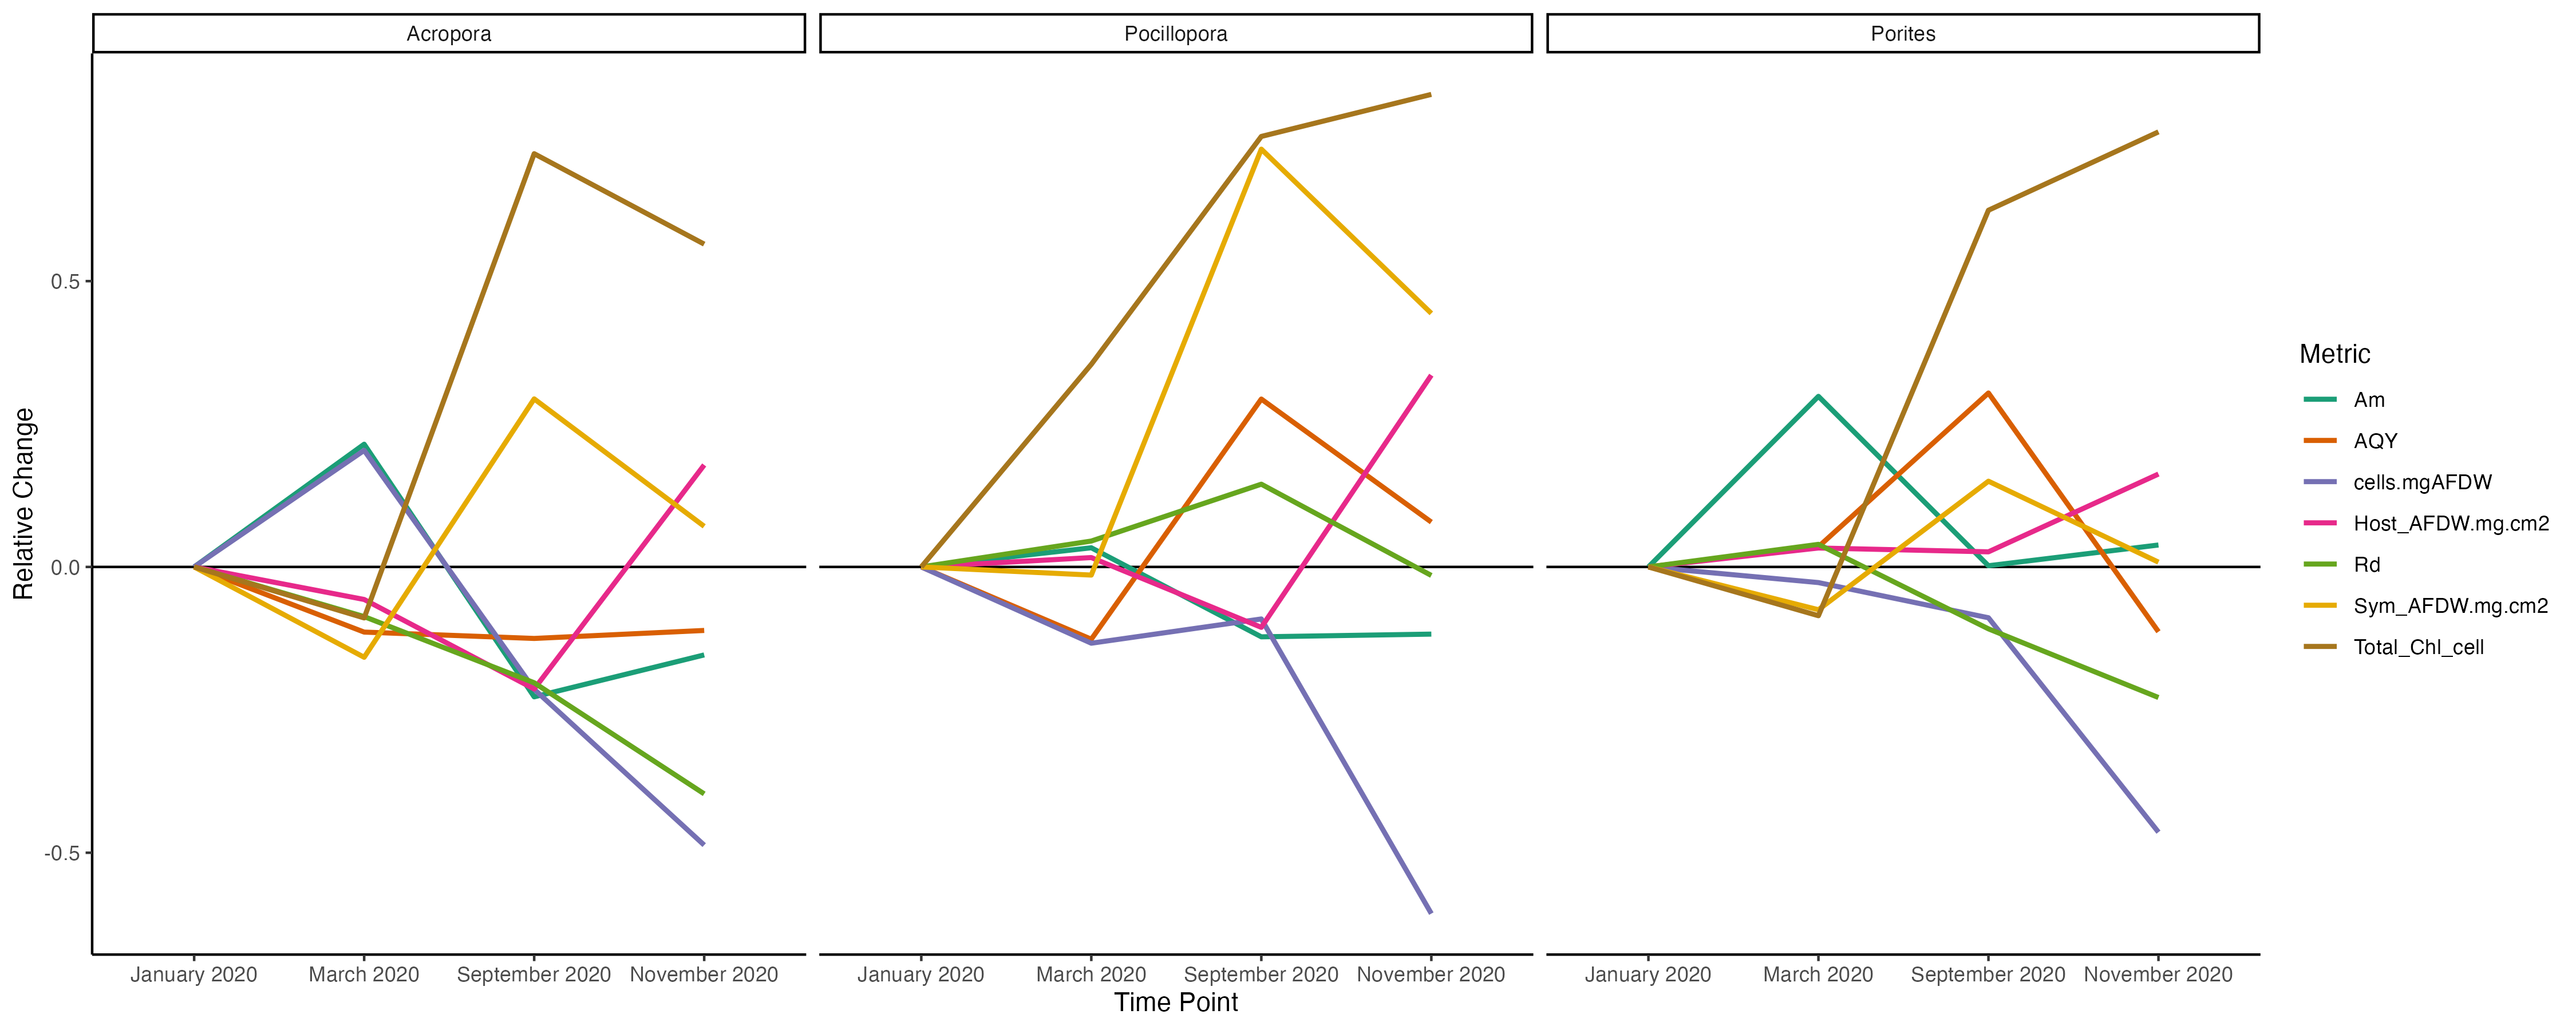 Acropora
Pocillopora
Porites
Relative Change
0.5
0.0
-0.5
January 2020 March 2020 September 2020 November 2020
January 2020 March 2020 September 2020 November 2020
January 2020 March 2020 September 2020 November 2020
Time Point
Metric
Am
AQY
cells.mgAFDW
Host_AFDW.mg.cm2
Rd
Sym_AFDW.mg.cm2
Total_Chl_cell